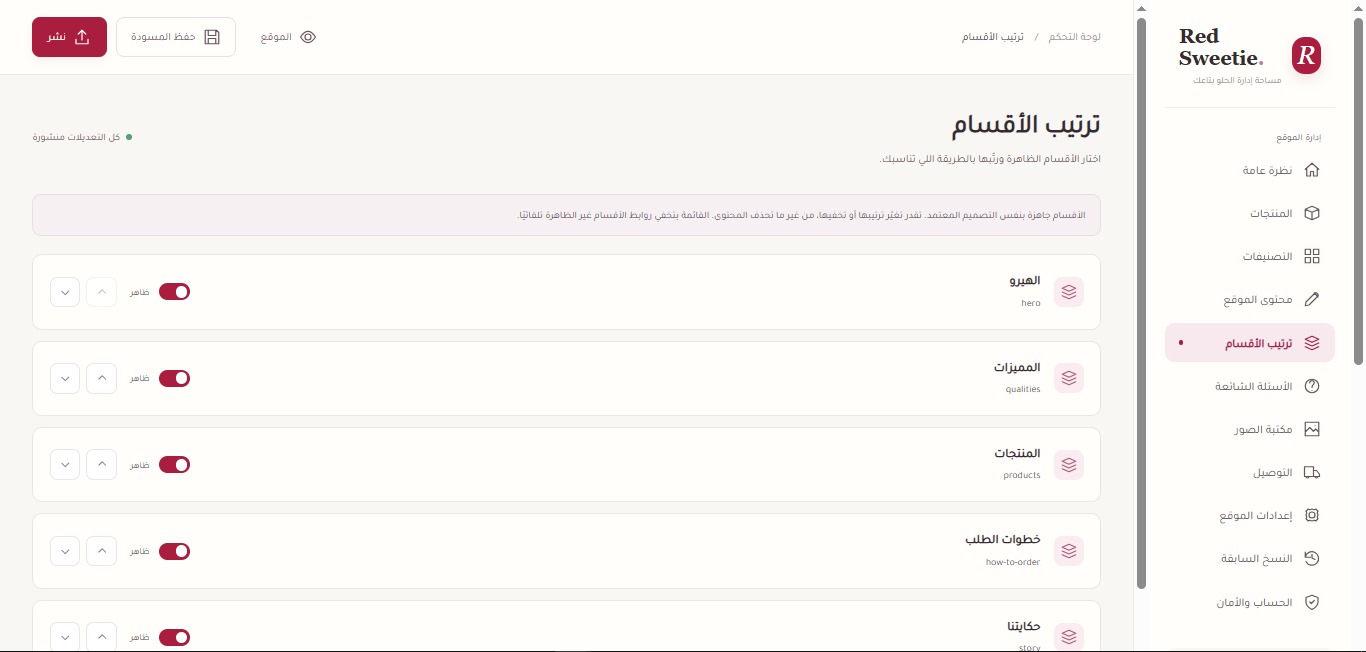 Red
Sweetie.
R
مساحة إدارة الحلو بتاعك
إدارة الموقع
نظرة عامة
المنتجات
التصنيفات
محتوى الموقع
ترتيب الأقسام
الأسئلة الشائعة
مكتبة الصور
التوصيل
إعدادات الموقع
النسخ السابقة
الحساب والأمان
لوحة التحكم / ترتيب الأقسام
الموقع
حفظ المسودة
نشر
ترتيب الأقسام
اختار الأقسام الظاهرة ورتّبها بالطريقة اللي تناسبك.
كل التعديلات منشورة
الأقسام جاهزة بنفس التصميم المعتمد. تقدر تغيّر ترتيبها أو تخفيها، من غير ما تحذف المحتوى. القائمة بتخفي روابط الأقسام غير الظاهرة تلقائيًا.
الهيرو
hero
ظاهر
المميزات
qualities
ظاهر
المنتجات
products
ظاهر
خطوات الطلب
how-to-order
ظاهر
حكايتنا
story
ظاهر